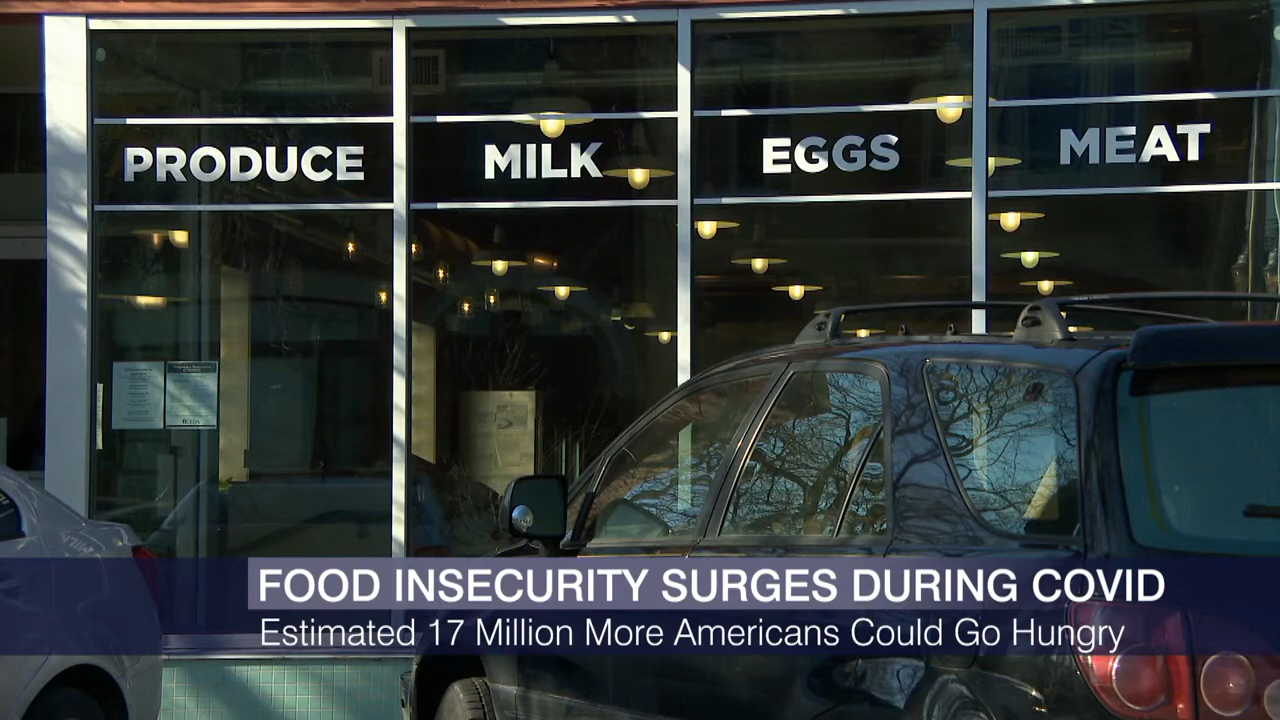 PRODUCE MILK EGGS MEAT
FOOD INSECURITY SURGES DURING COVID
Estimated 17 Million More Americans Could Go Hungry